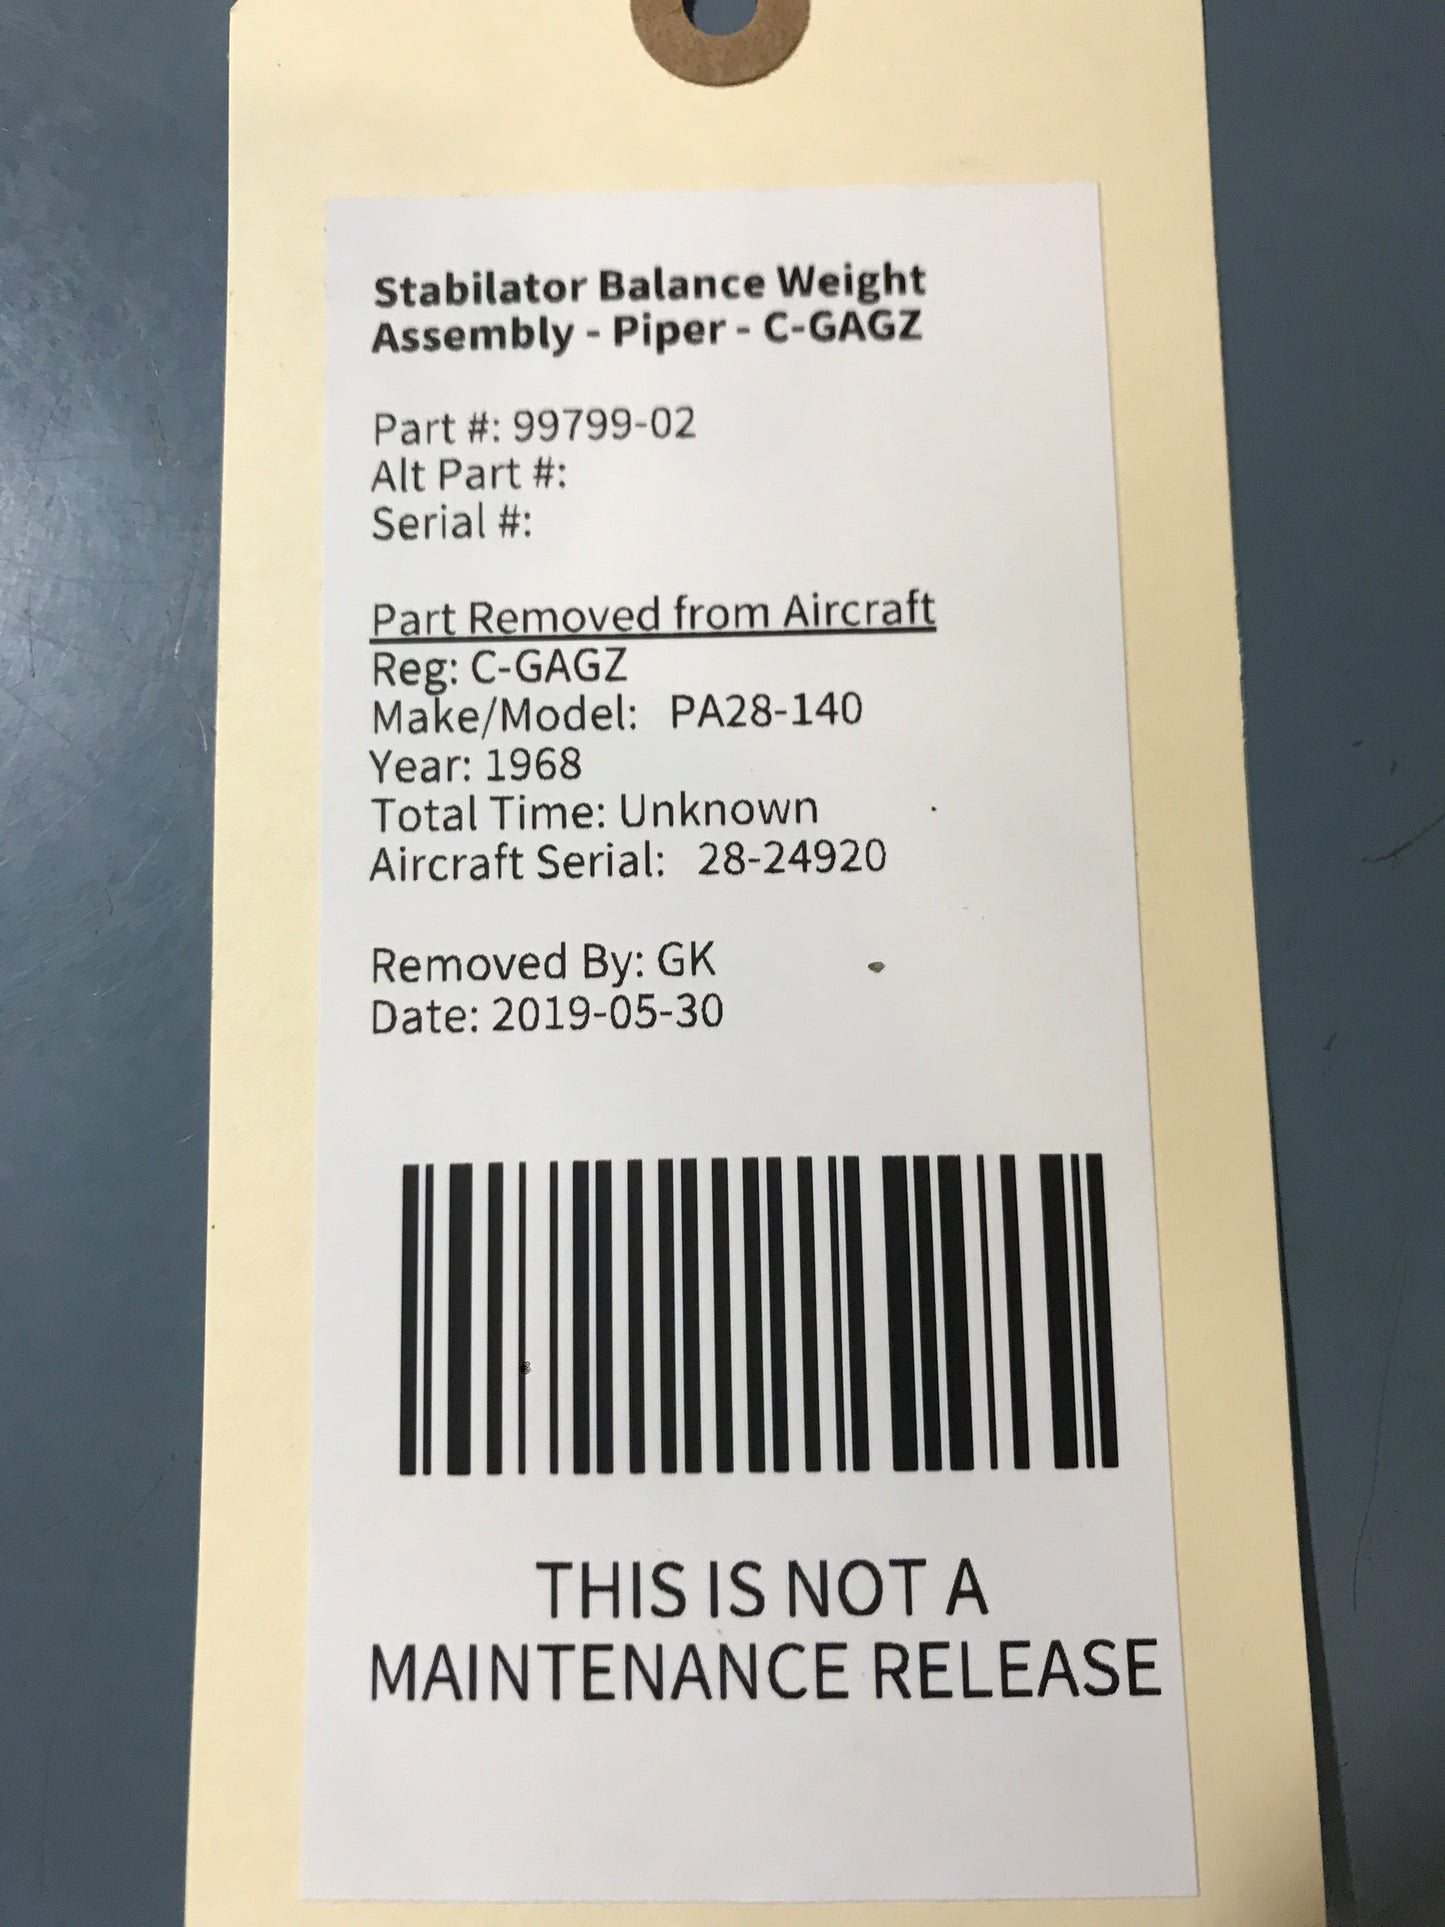 Stabilator Balance Weight
Assembly - Piper - C-GAGZ
Part #: 99799-02
Alt Part #:
Serial #:
Part Removed from Aircraft
Reg: C-GAGZ
Make/Model: PA28-140
Year: 1968
Total Time: Unknown
Aircraft Serial: 28-24920
Removed By: GK
Date: 2019-05-30
THIS IS NOT A
MAINTENANCE RELEASE